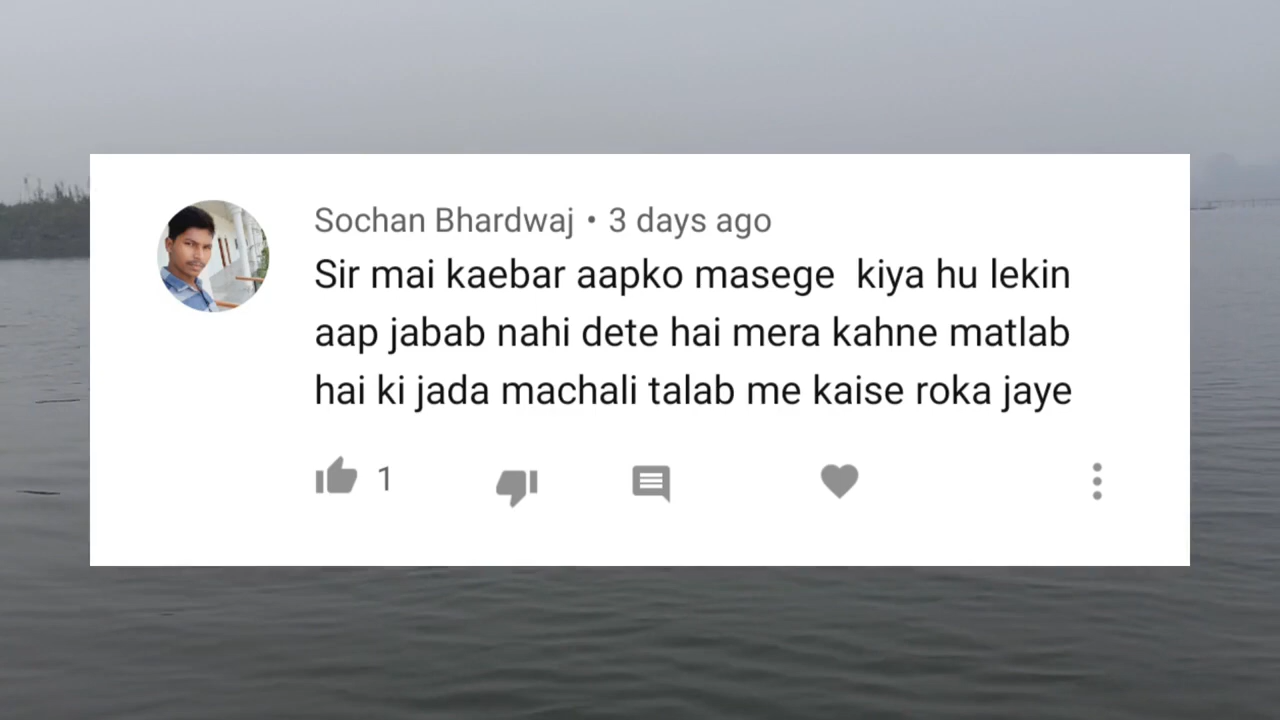 Sochan Bhardwaj • 3 days ago
Sir mai kaebar aapko masege kiya hu lekin
aap jabab nahi dete hai mera kahne matlab
hai ki jada machali talab me kaise roka jaye
1